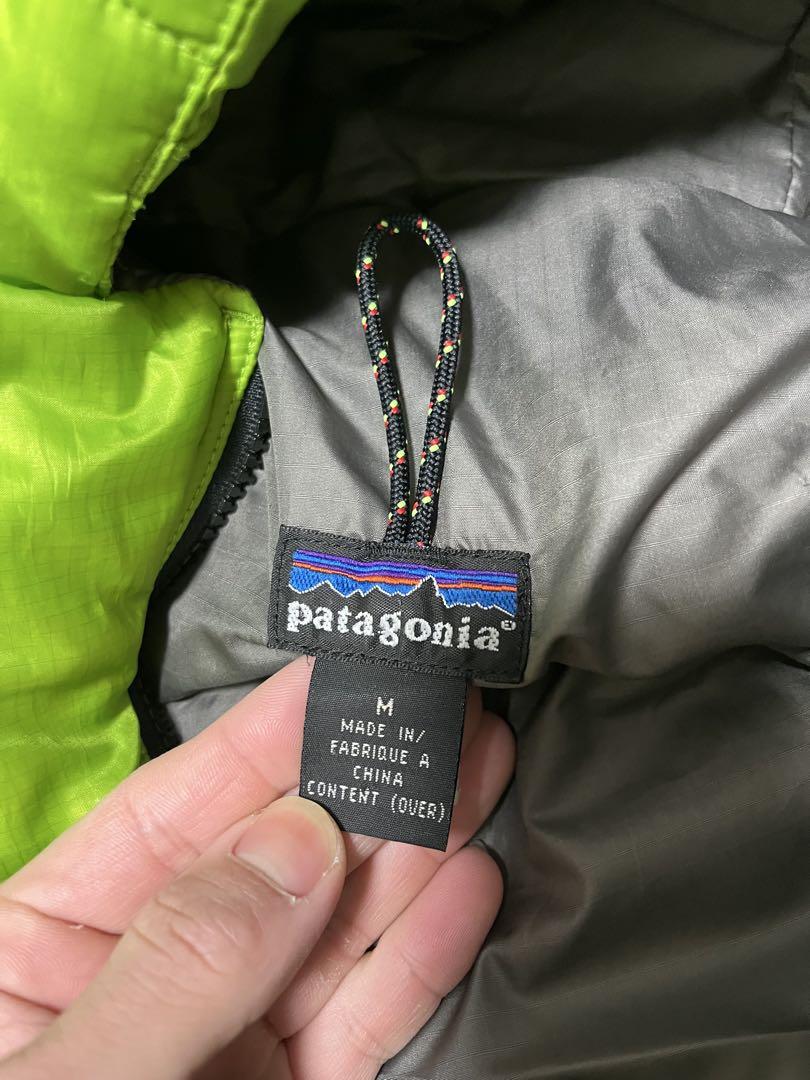 patagonia®
M
MADE IN/
FABRIQUE A
CHINA
CONTENT (OVER)